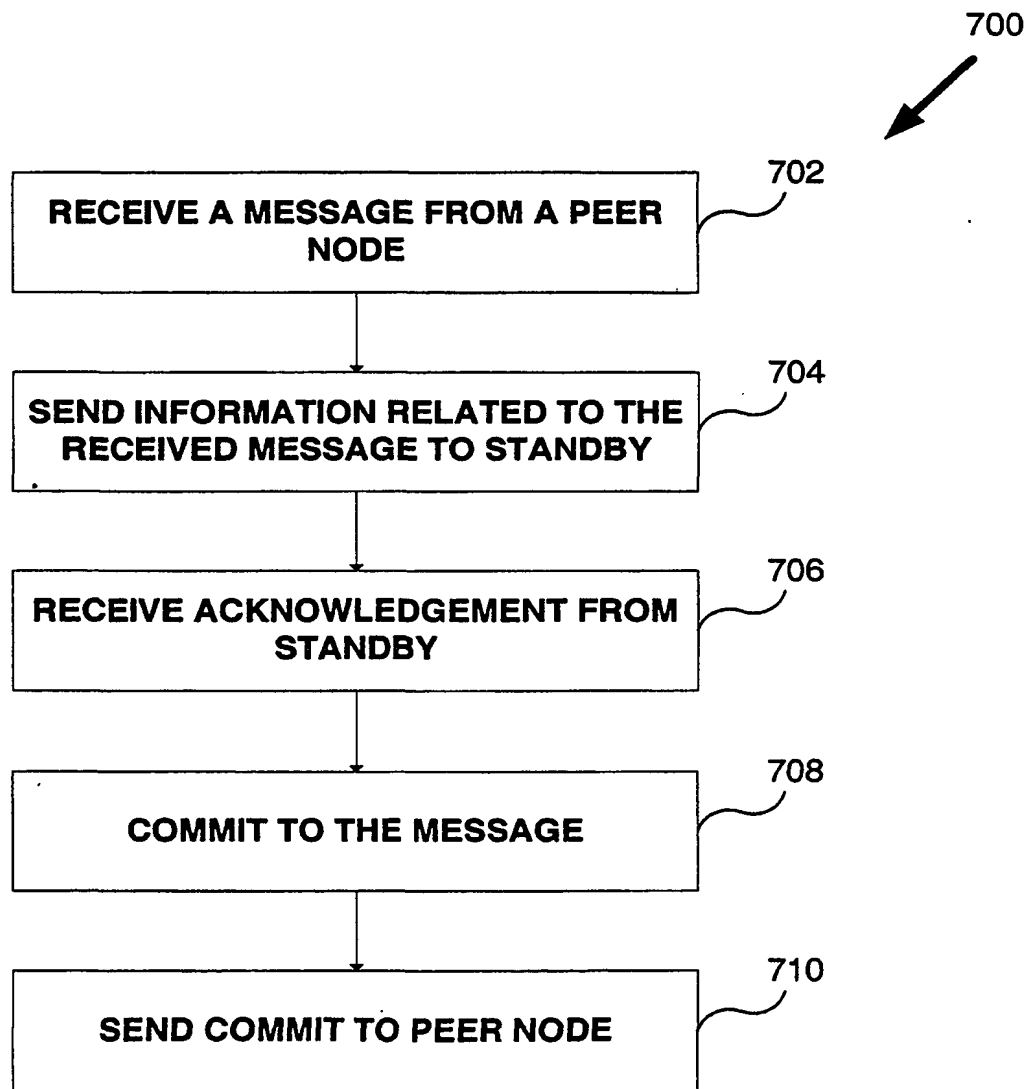 700
702
RECEIVE A MESSAGE FROM A PEER
NODE
704
SEND INFORMATION RELATED TO THE
RECEIVED MESSAGE TO STANDBY
706
RECEIVE ACKNOWLEDGEMENT FROM
STANDBY
708
COMMIT TO THE MESSAGE
710
SEND COMMIT TO PEER NODE